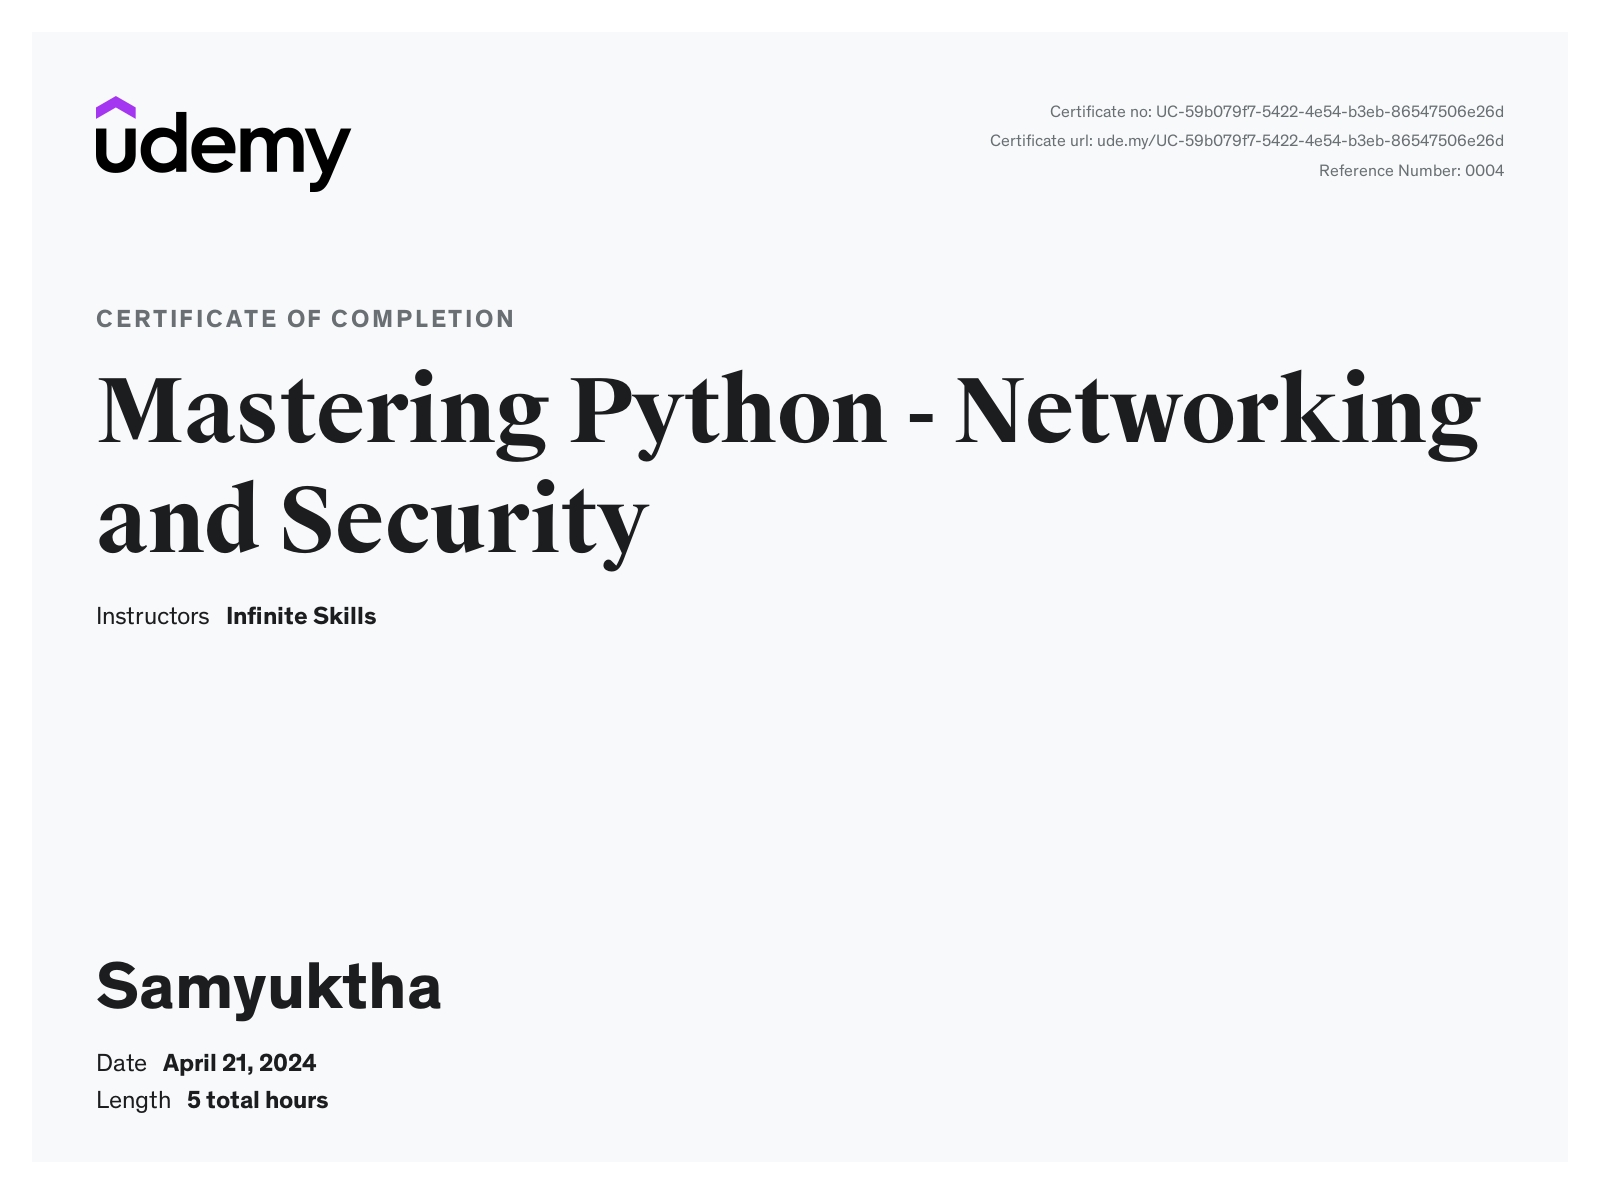 udemy
Certificate no: UC-59b079f7-5422-4e54-b3eb-86547506e26d
Certificate url: ude.my/UC-59b079f7-5422-4e54-b3eb-86547506e26d
Reference Number: 0004
CERTIFICATE OF COMPLETION
Mastering Python - Networking
and Security
Instructors Infinite Skills
Samyuktha
Date April 21, 2024
Length 5 total hours